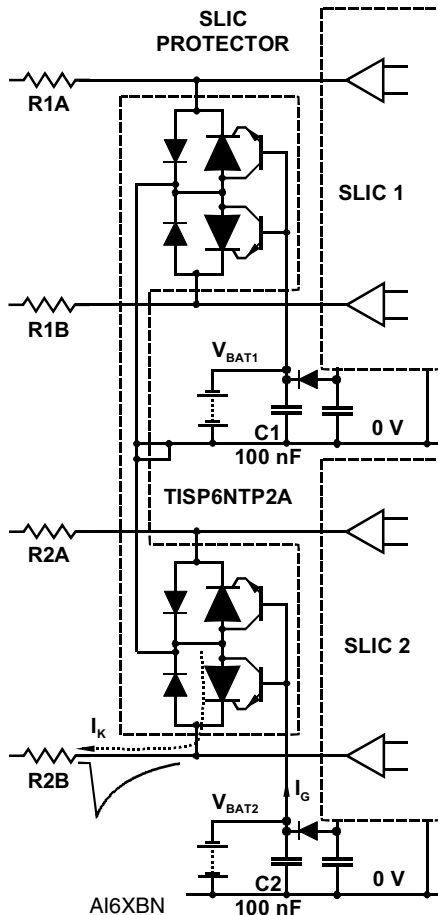 SLIC
PROTECTOR
R1A
SLIC 1
R1B
VBAT1
C1
0 V
100 nF
TISP6NTP2A
R2A
SLIC 2
IK
R2B
VBAT2
IG
C2
0 V
AI6XBN
100 nF